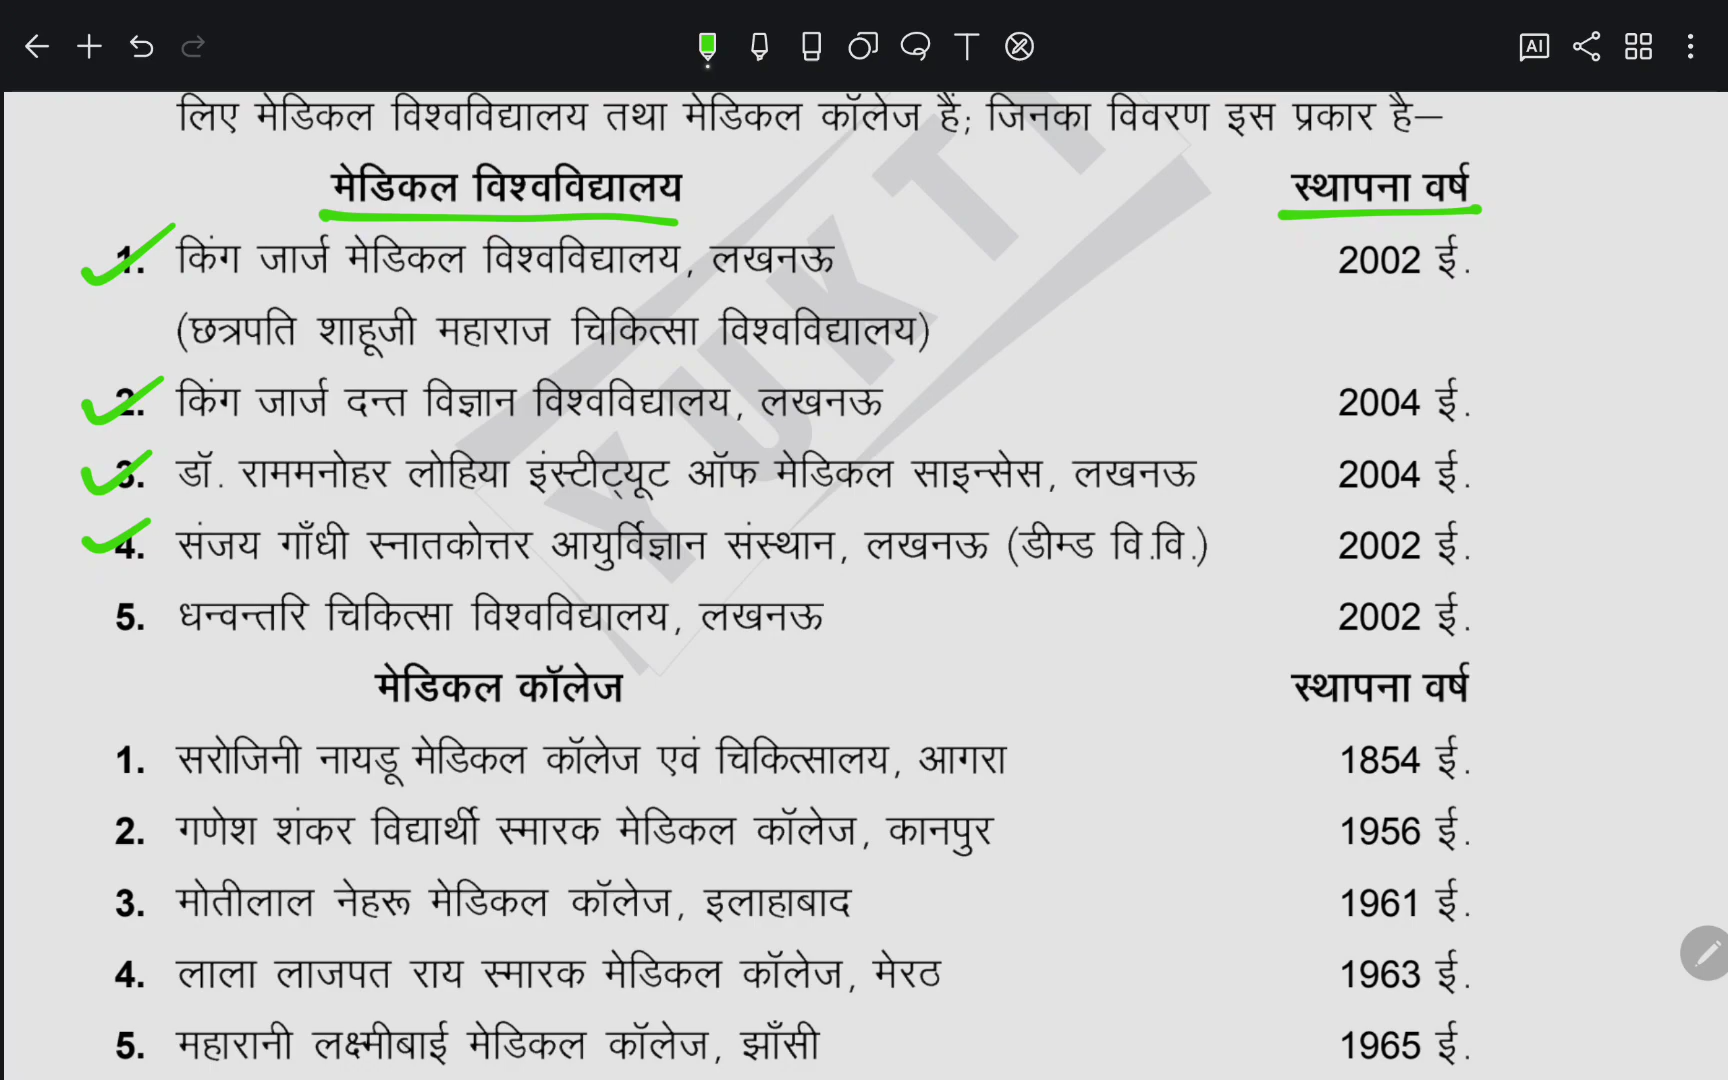 AI
लिए मेडिकल विश्वविद्यालय तथा मेडिकल कॉलेज हैं; जिनका विवरण इस प्रकार है–
मेडिकल विश्वविद्यालय स्थापना वर्ष
1. किंग जार्ज मेडिकल विश्वविद्यालय, लखनऊ 2002 ई.
(छत्रपति शाहूजी महाराज चिकित्सा विश्वविद्यालय)
2. किंग जार्ज दन्त विज्ञान विश्वविद्यालय, लखनऊ 2004 ई.
3. डॉ. राममनोहर लोहिया इंस्टीट्यूट ऑफ मेडिकल साइन्सेस, लखनऊ 2004 ई.
4. संजय गाँधी स्नातकोत्तर आयुर्विज्ञान संस्थान, लखनऊ (डीम्ड वि.वि.) 2002 ई.
5. धन्वन्तरि चिकित्सा विश्वविद्यालय, लखनऊ 2002 ई.
मेडिकल कॉलेज स्थापना वर्ष
1. सरोजिनी नायडू मेडिकल कॉलेज एवं चिकित्सालय, आगरा 1854 ई.
2. गणेश शंकर विद्यार्थी स्मारक मेडिकल कॉलेज, कानपुर 1956 ई.
3. मोतीलाल नेहरू मेडिकल कॉलेज, इलाहाबाद 1961 ई.
4. लाला लाजपत राय स्मारक मेडिकल कॉलेज, मेरठ 1963 ई.
5. महारानी लक्ष्मीबाई मेडिकल कॉलेज, झाँसी 1965 ई.
YUKTI